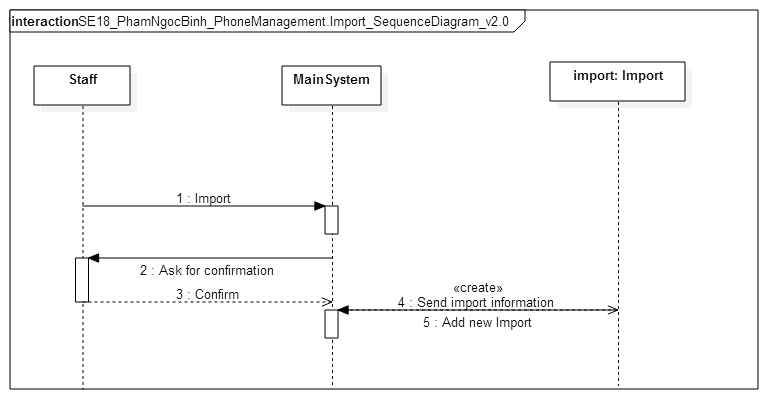 interactionSE18_PhamNgocBinh_PhoneManagement.Import_SequenceDiagram_v2.0
Staff
MainSystem
import: Import
1 : Import
2 : Ask for confirmation
3 : Confirm
«create»
4 : Send import information
5 : Add new Import